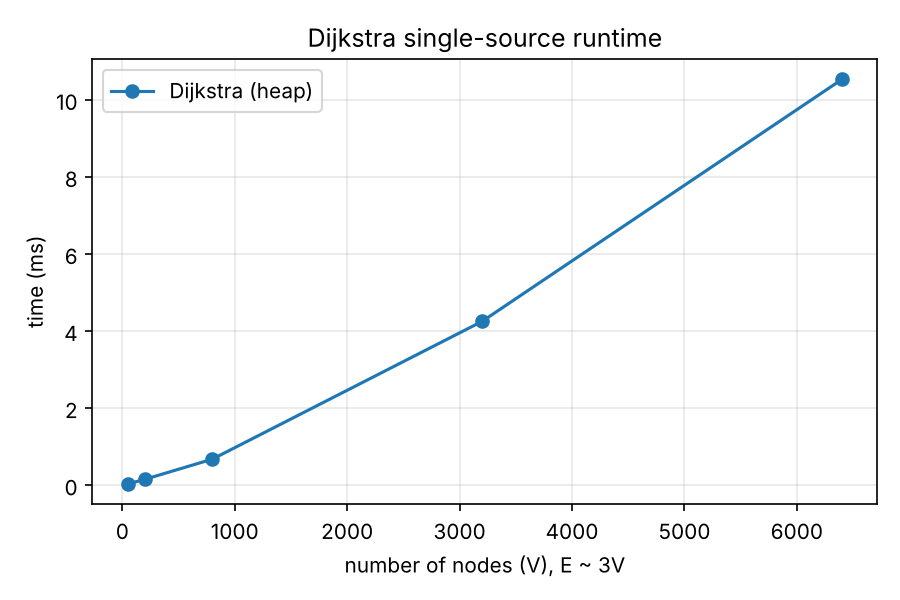 Dijkstra single-source runtime
Dijkstra (heap)
time (ms)
10
8
6
4
2
0
0 1000 2000 3000 4000 5000 6000
number of nodes (V), E ~ 3V